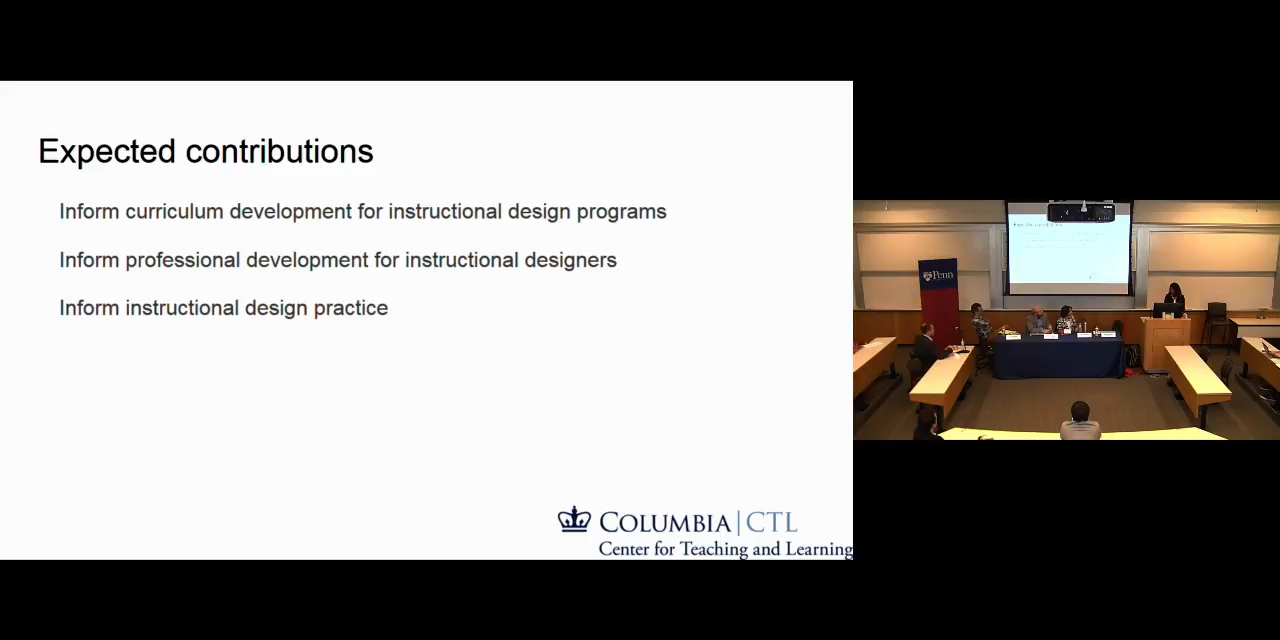 Expected contributions
Inform curriculum development for instructional design programs
Inform professional development for instructional designers
Inform instructional design practice
COLUMBIA | CTL
Center for Teaching and Learning
Penn